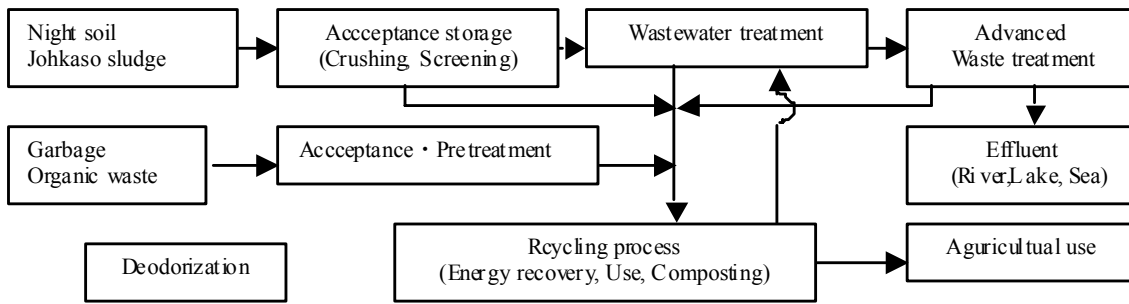 Night soil
Johkaso sludge
Accceptance storage
(Crushing, Screening)
Wastewater treatment
Advanced
Waste treatment
Garbage
Organic waste
Accceptance・Pretreatment
Effluent
(River,Lake, Sea)
Deodorization
Rcycling process
(Energy recovery, Use, Composting)
Aguricultual use